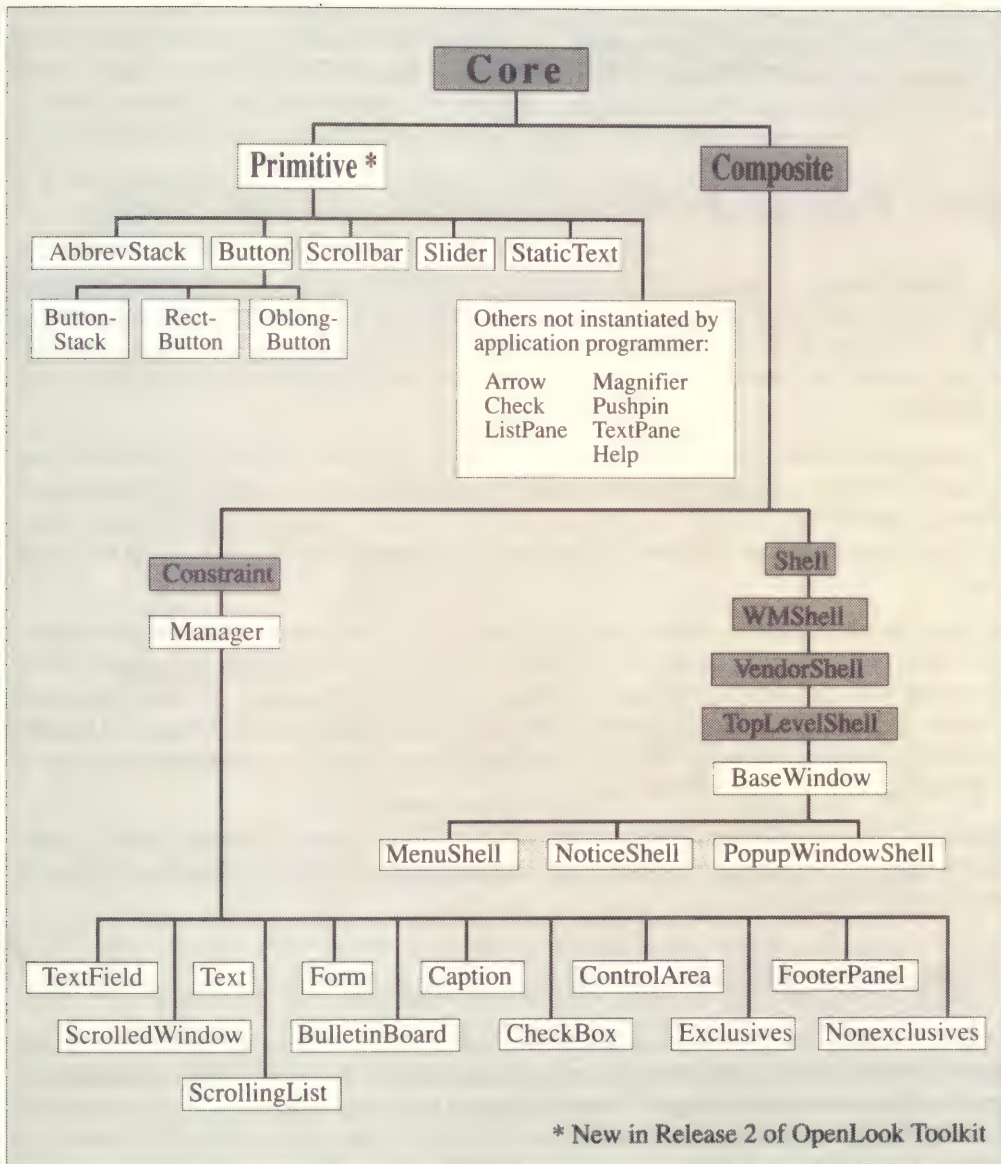 Core
Primitive *
Composite
AbbrevStack
Button
Scrollbar
Slider
StaticText
Button-
Stack
Rect-
Button
Oblong-
Button
Others not instantiated by
application programmer:
Arrow Magnifier
Check Pushpin
ListPane TextPane
Help
Constraint
Manager
Shell
WMShell
VendorShell
TopLevelShell
BaseWindow
MenuShell
NoticeShell
PopupWindowShell
TextField
Text
Form
Caption
ControlArea
FooterPanel
ScrolledWindow
BulletinBoard
CheckBox
Exclusives
Nonexclusives
ScrollingList
* New in Release 2 of OpenLook Toolkit